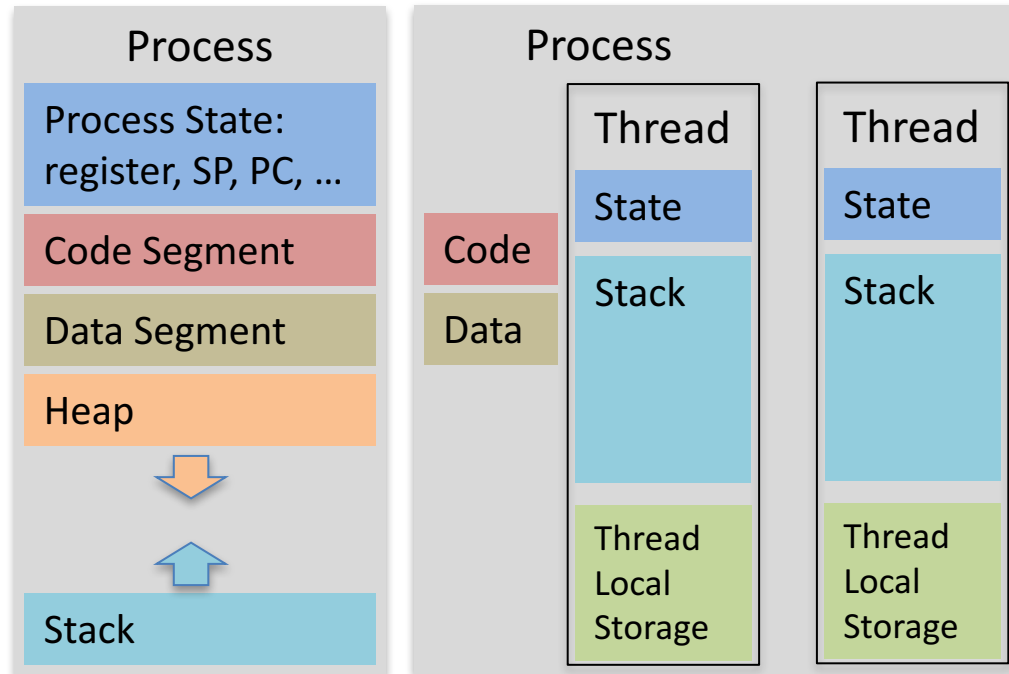 Process
Process State:
register, SP, PC, …
Code Segment
Data Segment
Heap
Stack
Process
Code
Data
Thread
State
Stack
Thread
Local
Storage
Thread
State
Stack
Thread
Local
Storage